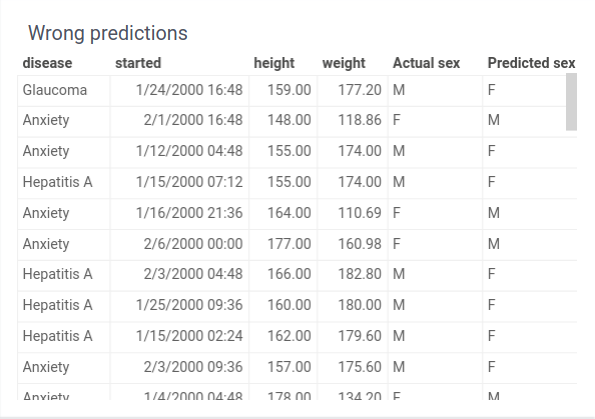 Wrong predictions
disease started height weight Actual sex Predicted sex
Glaucoma 1/24/2000 16:48 159.00 177.20 M F
Anxiety 2/1/2000 16:48 148.00 118.86 F M
Anxiety 1/12/2000 04:48 155.00 174.00 M F
Hepatitis A 1/15/2000 07:12 155.00 174.00 M F
Anxiety 1/16/2000 21:36 164.00 110.69 F M
Anxiety 2/6/2000 00:00 177.00 160.98 F M
Hepatitis A 2/3/2000 04:48 166.00 182.80 M F
Hepatitis A 1/25/2000 09:36 160.00 180.00 M F
Hepatitis A 1/15/2000 02:24 162.00 179.60 M F
Anxiety 2/3/2000 09:36 157.00 175.60 M F
Anxiety 1/4/2000 04:48 178.00 134.20 F M